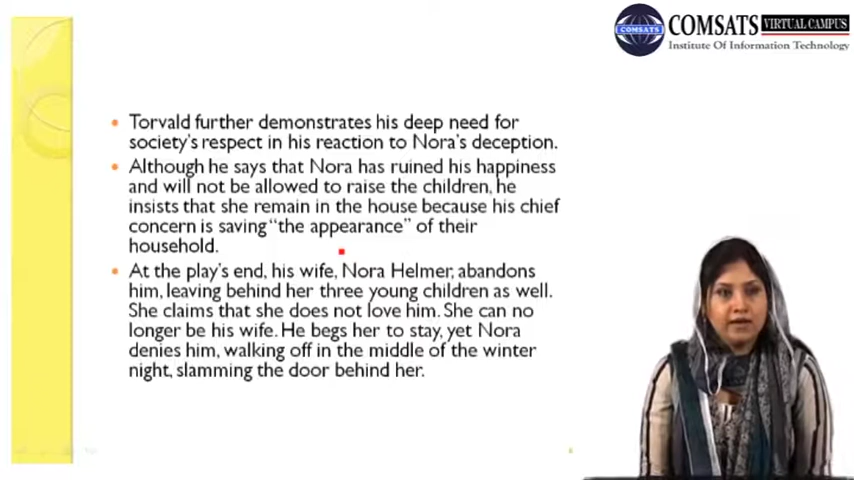 COMSATS VIRTUAL CAMPUS
COMSATS
Institute Of Information Technology
Torvald further demonstrates his deep need for
society's respect in his reaction to Nora's deception.
Although he says that Nora has ruined his happiness
and will not be allowed to raise the children, he
insists that she remain in the house because his chief
concern is saving "the appearance" of their
household.
At the play's end, his wife, Nora Helmer, abandons
him, leaving behind her three young children as well.
She claims that she does not love him. She can no
longer be his wife. He begs her to stay, yet Nora
denies him, walking off in the middle of the winter
night, slamming the door behind her.